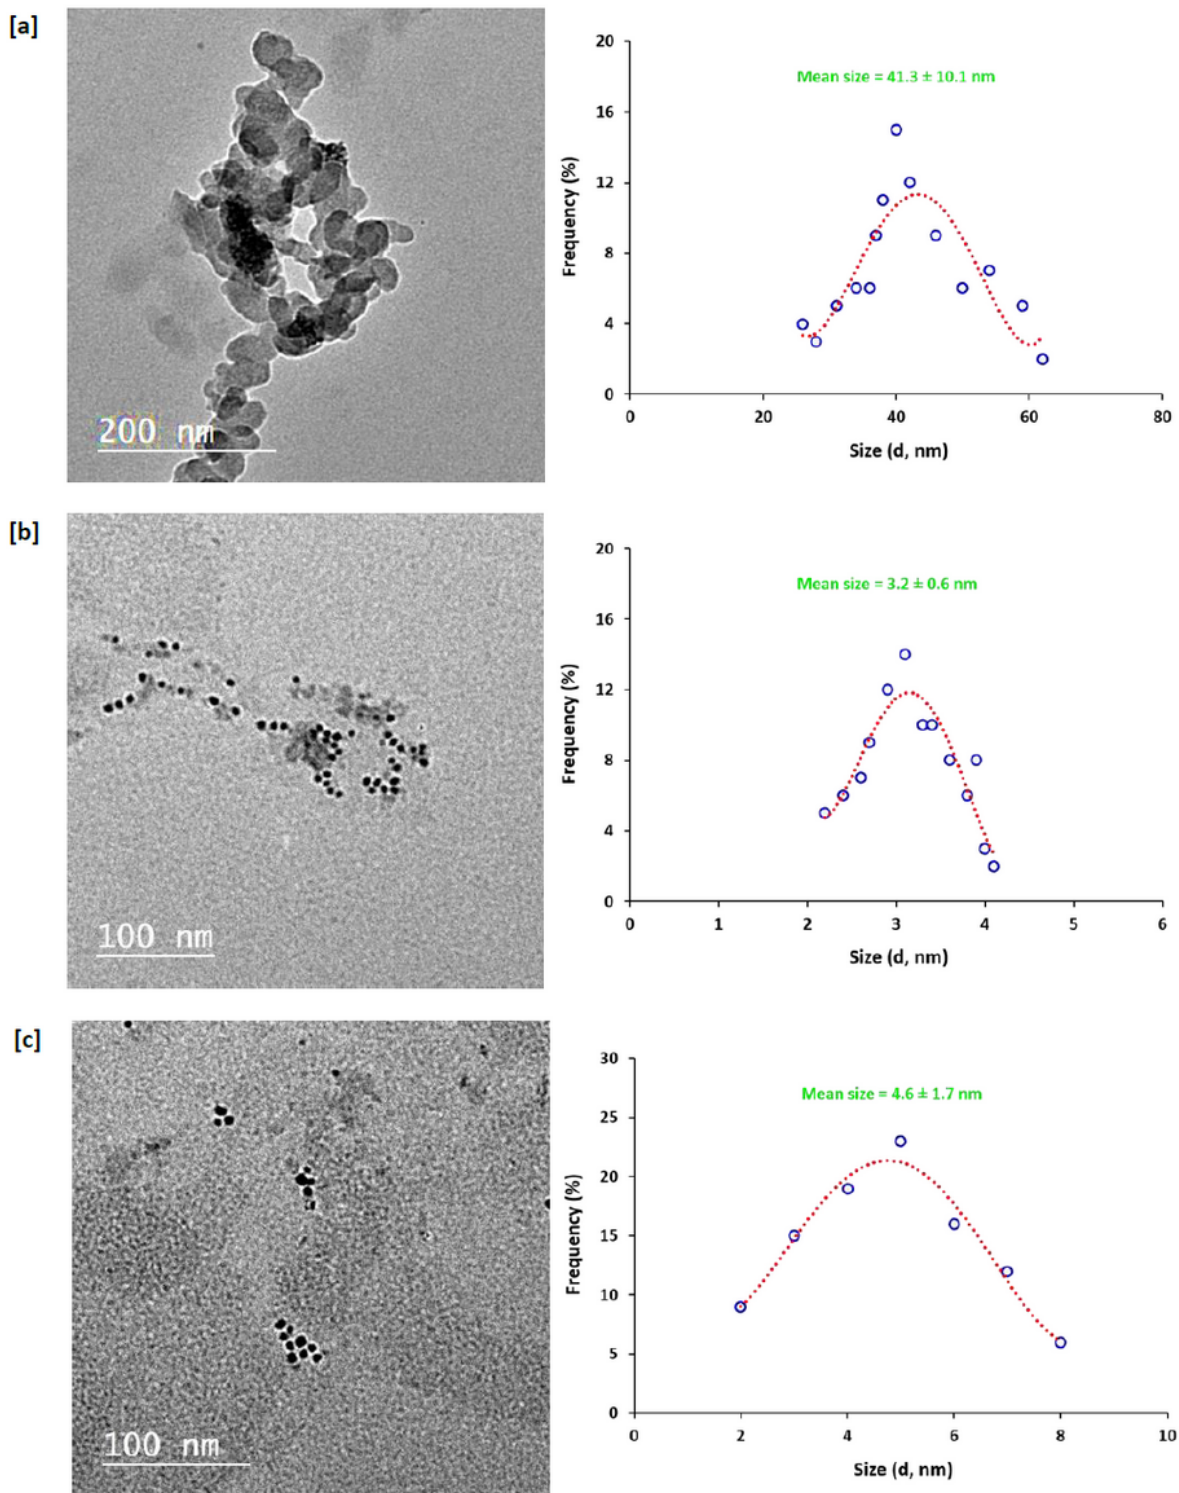 [a]
200 nm
Mean size = 41.3 ± 10.1 nm
Frequency (%)
20
16
12
8
4
0
0 20 40 60 80
Size (d, nm)
[b]
100 nm
Mean size = 3.2 ± 0.6 nm
Frequency (%)
20
16
12
8
4
0
0 1 2 3 4 5 6
Size (d, nm)
[c]
100 nm
Mean size = 4.6 ± 1.7 nm
Frequency (%)
30
25
20
15
10
5
0
0 2 4 6 8 10
Size (d, nm)